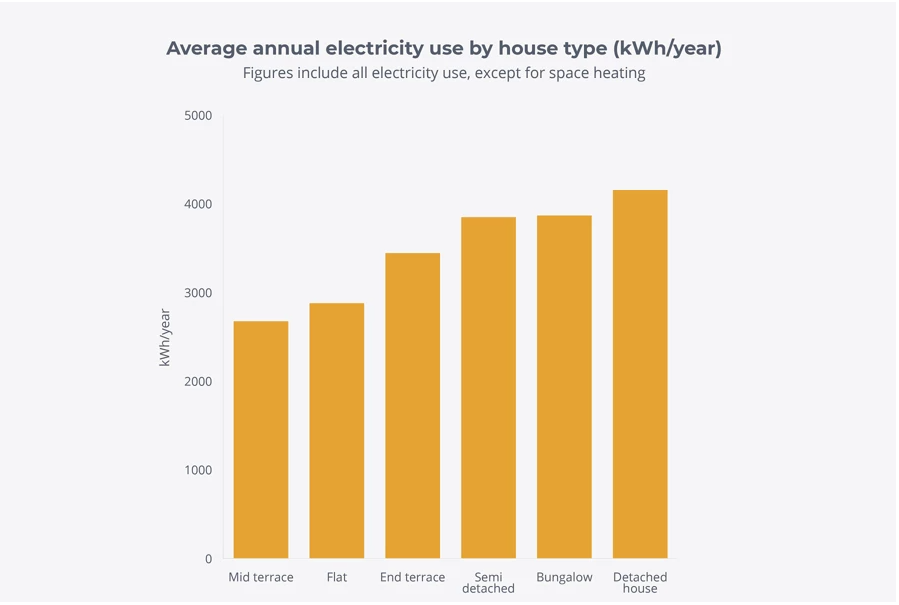 Average annual electricity use by house type (kWh/year)
Figures include all electricity use, except for space heating
5000
4000
3000
2000
1000
0
kWh/year
Mid terrace
Flat
End terrace
Semi
detached
Bungalow
Detached
house